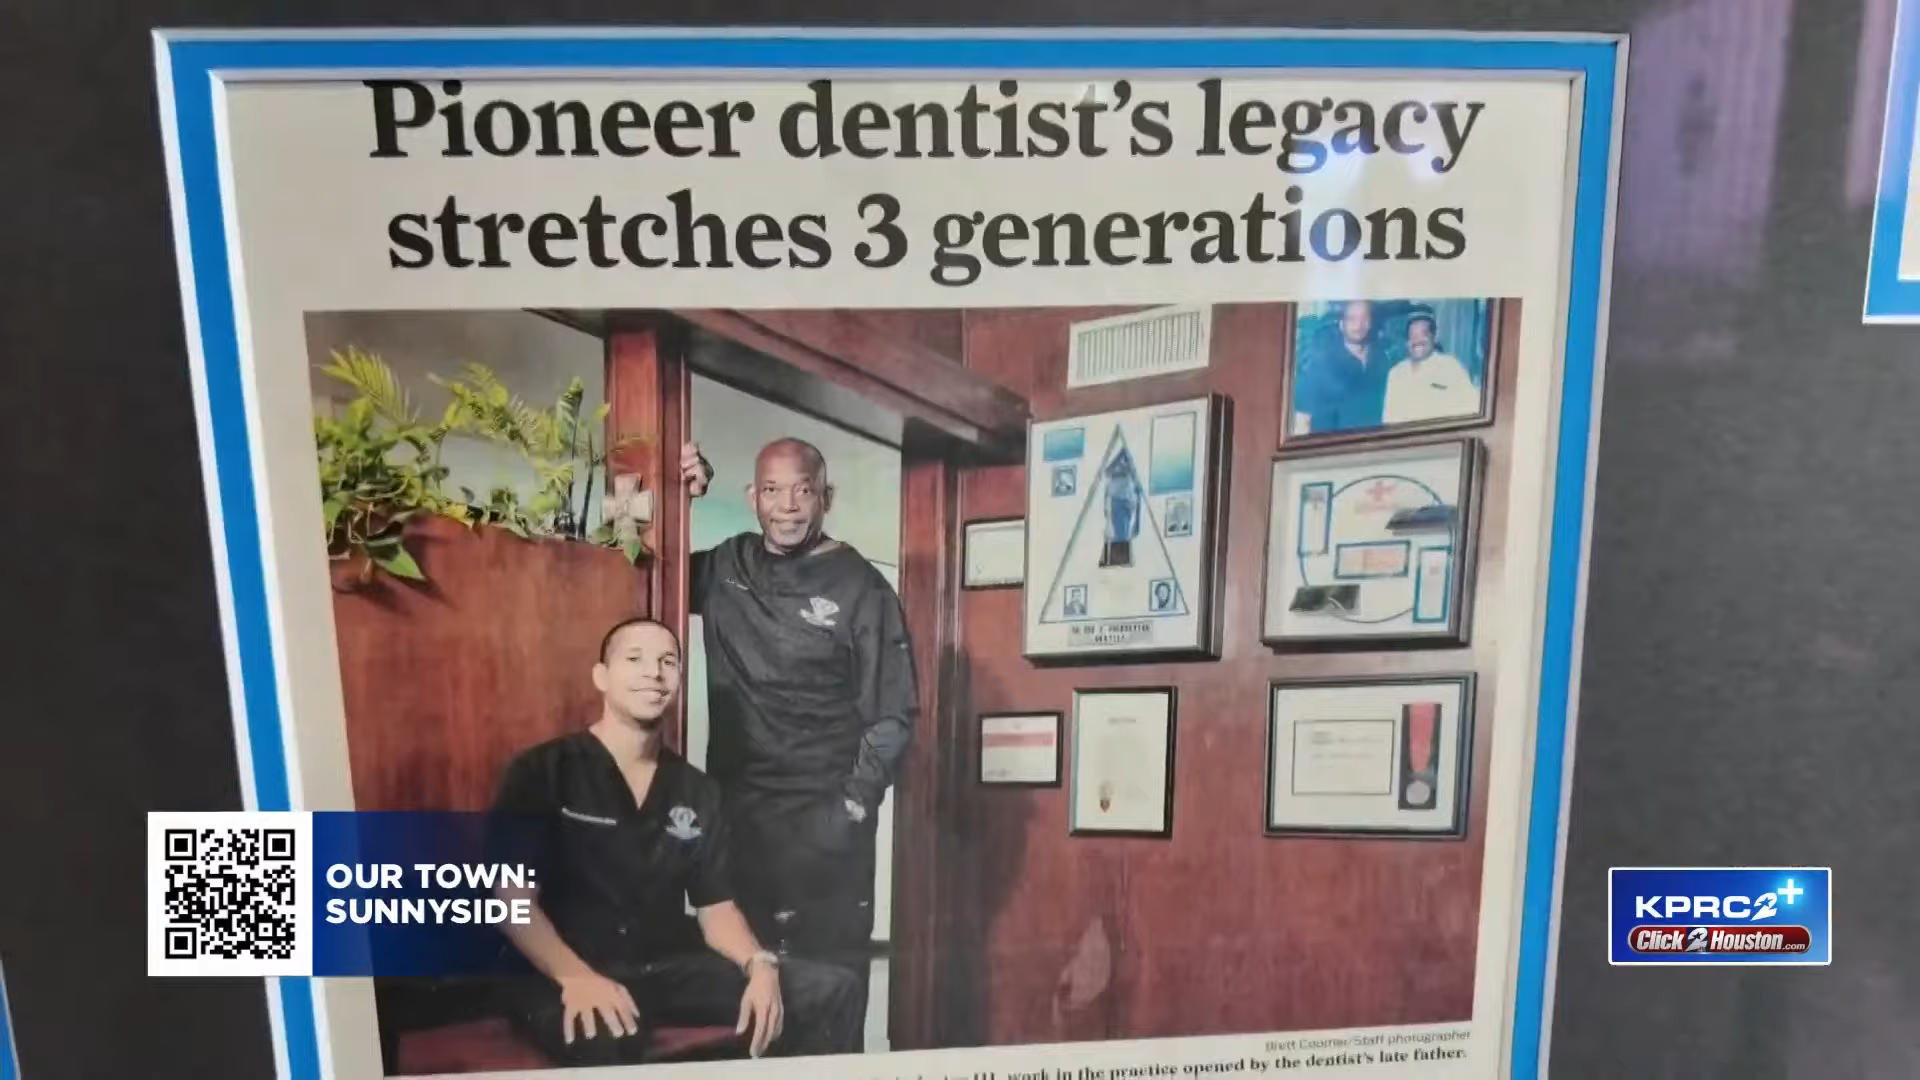 Pioneer dentist's legacy
stretches 3 generations
Brett Coomer/Staff photographer
III, work in the practice opened by the dentist's late father.
OUR TOWN:
SUNNYSIDE
KPRC2+
Click2Houston.com